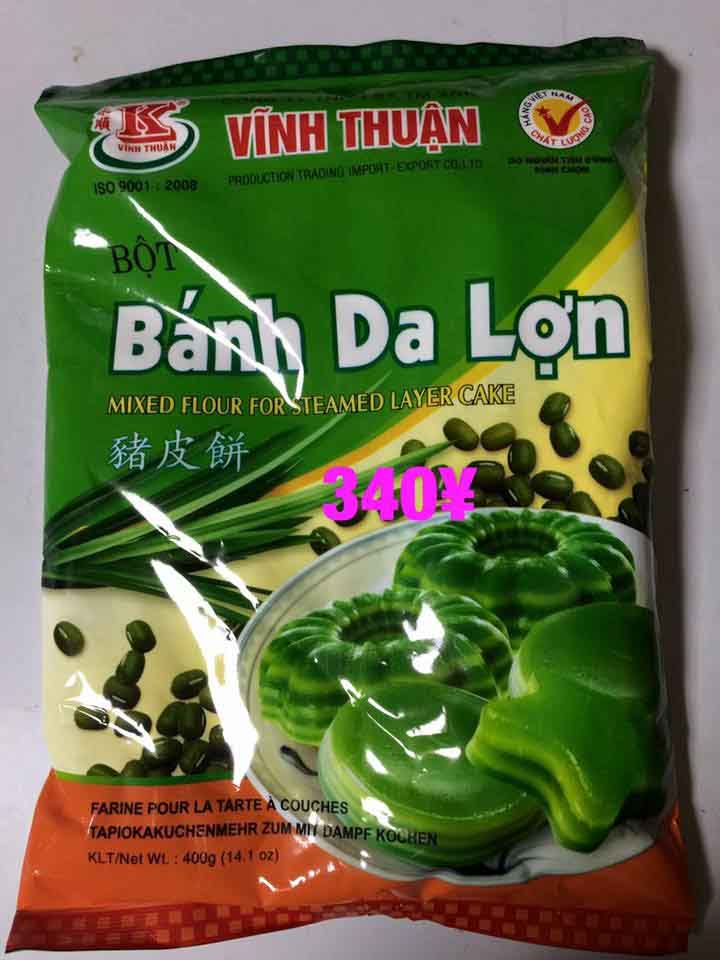 順
K
VĨNH THUẬN
ISO 9001 : 2008
VĨNH THUẬN
PRODUCTION TRADING IMPORT- EXPORT CO.,LTD
HÀNG VIỆT NAM
CHẤT LƯỢNG CAO
DO NGƯỜI TIÊU DÙNG
BÌNH CHỌN
BỘT
Bánh Da Lợn
MIXED FLOUR FOR STEAMED LAYER CAKE
豬皮餅
340¥
FARINE POUR LA TARTE À COUCHES
TAPIOKAKUCHENMEHR ZUM MIT DAMPF KOCHEN
KLT/Net Wt. : 400g (14.1 oz)